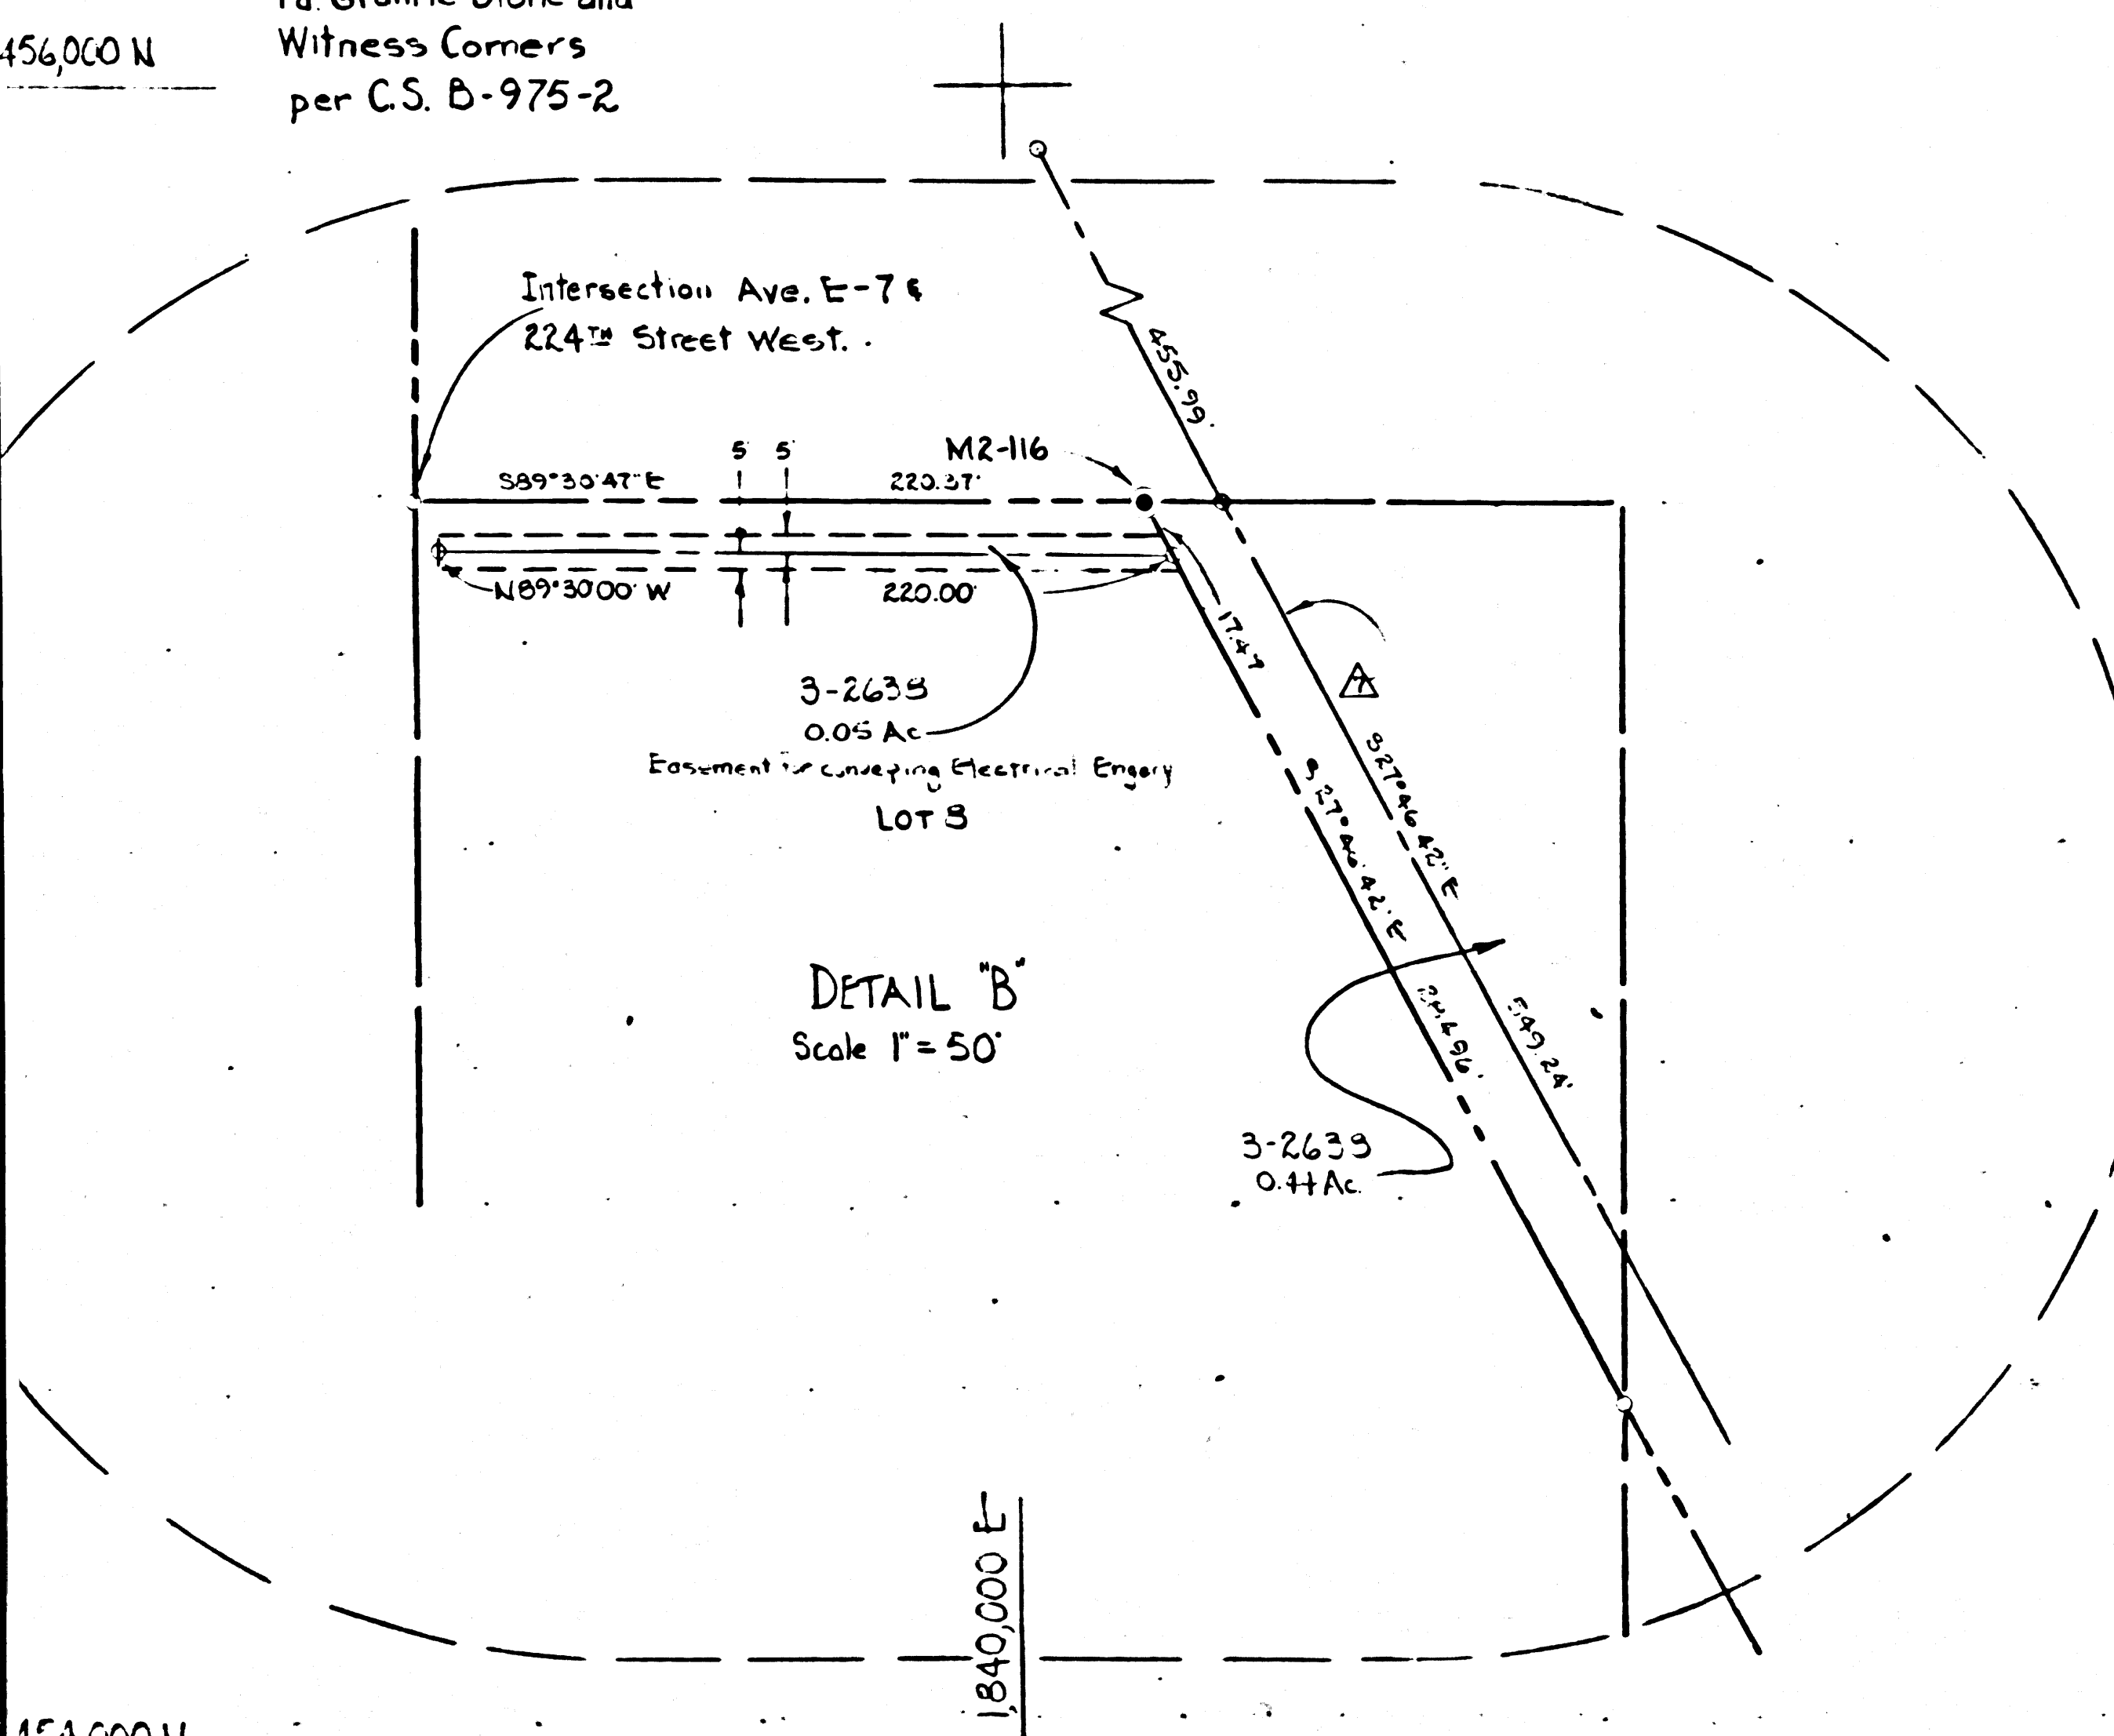 Witness Corners
per C.S. B-975-2
456,000 N
Intersection Ave. E-7 &
224TH Street West.
455.99'
5' 5'
M2-116
S89°30'47"E
220.37'
N89°30'00" W
220.00'
17.47
3-2639
0.05 Ac
Easement for conveying Electrical Engery
LOT 3
S27°46'42"E
S27°46'42"E
DETAIL "B"
Scale 1" = 50'
549.24'
3-2639
0.44 Ac.
1,840,000 E